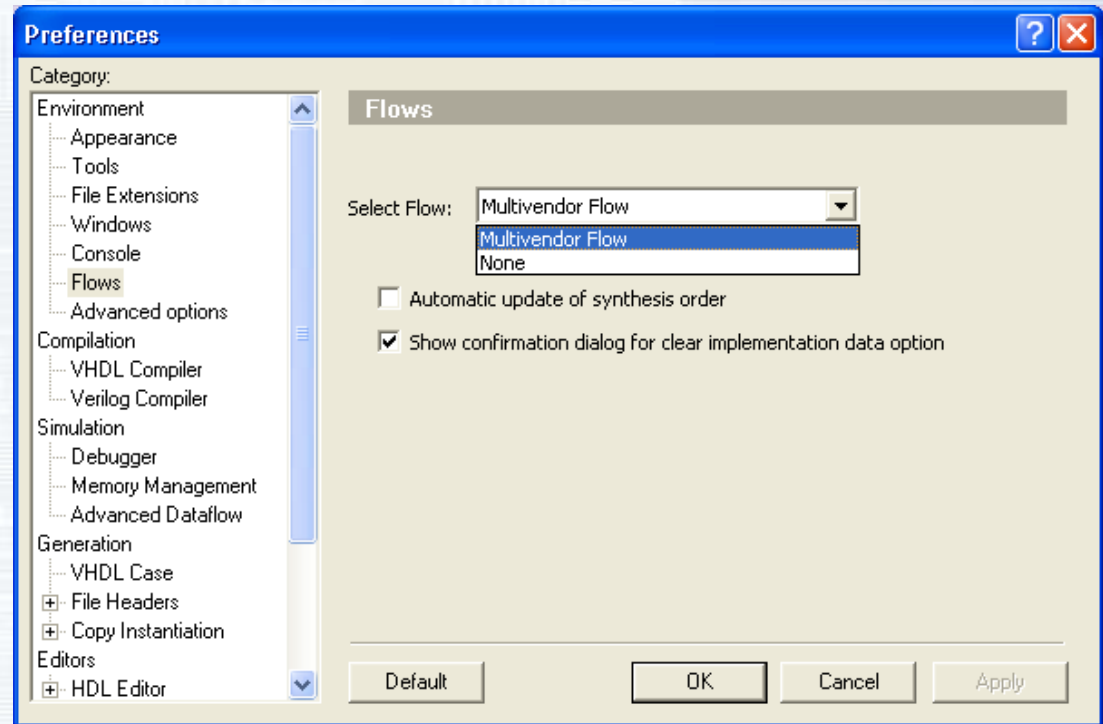 Preferences
Category:
Environment
Appearance
Tools
File Extensions
Windows
Console
Flows
Advanced options
Compilation
VHDL Compiler
Verilog Compiler
Simulation
Debugger
Memory Management
Advanced Dataflow
Generation
VHDL Case
File Headers
Copy Instantiation
Editors
HDL Editor
Flows
Select Flow: Multivendor Flow
Multivendor Flow
None
Automatic update of synthesis order
Show confirmation dialog for clear implementation data option
Default OK Cancel Apply